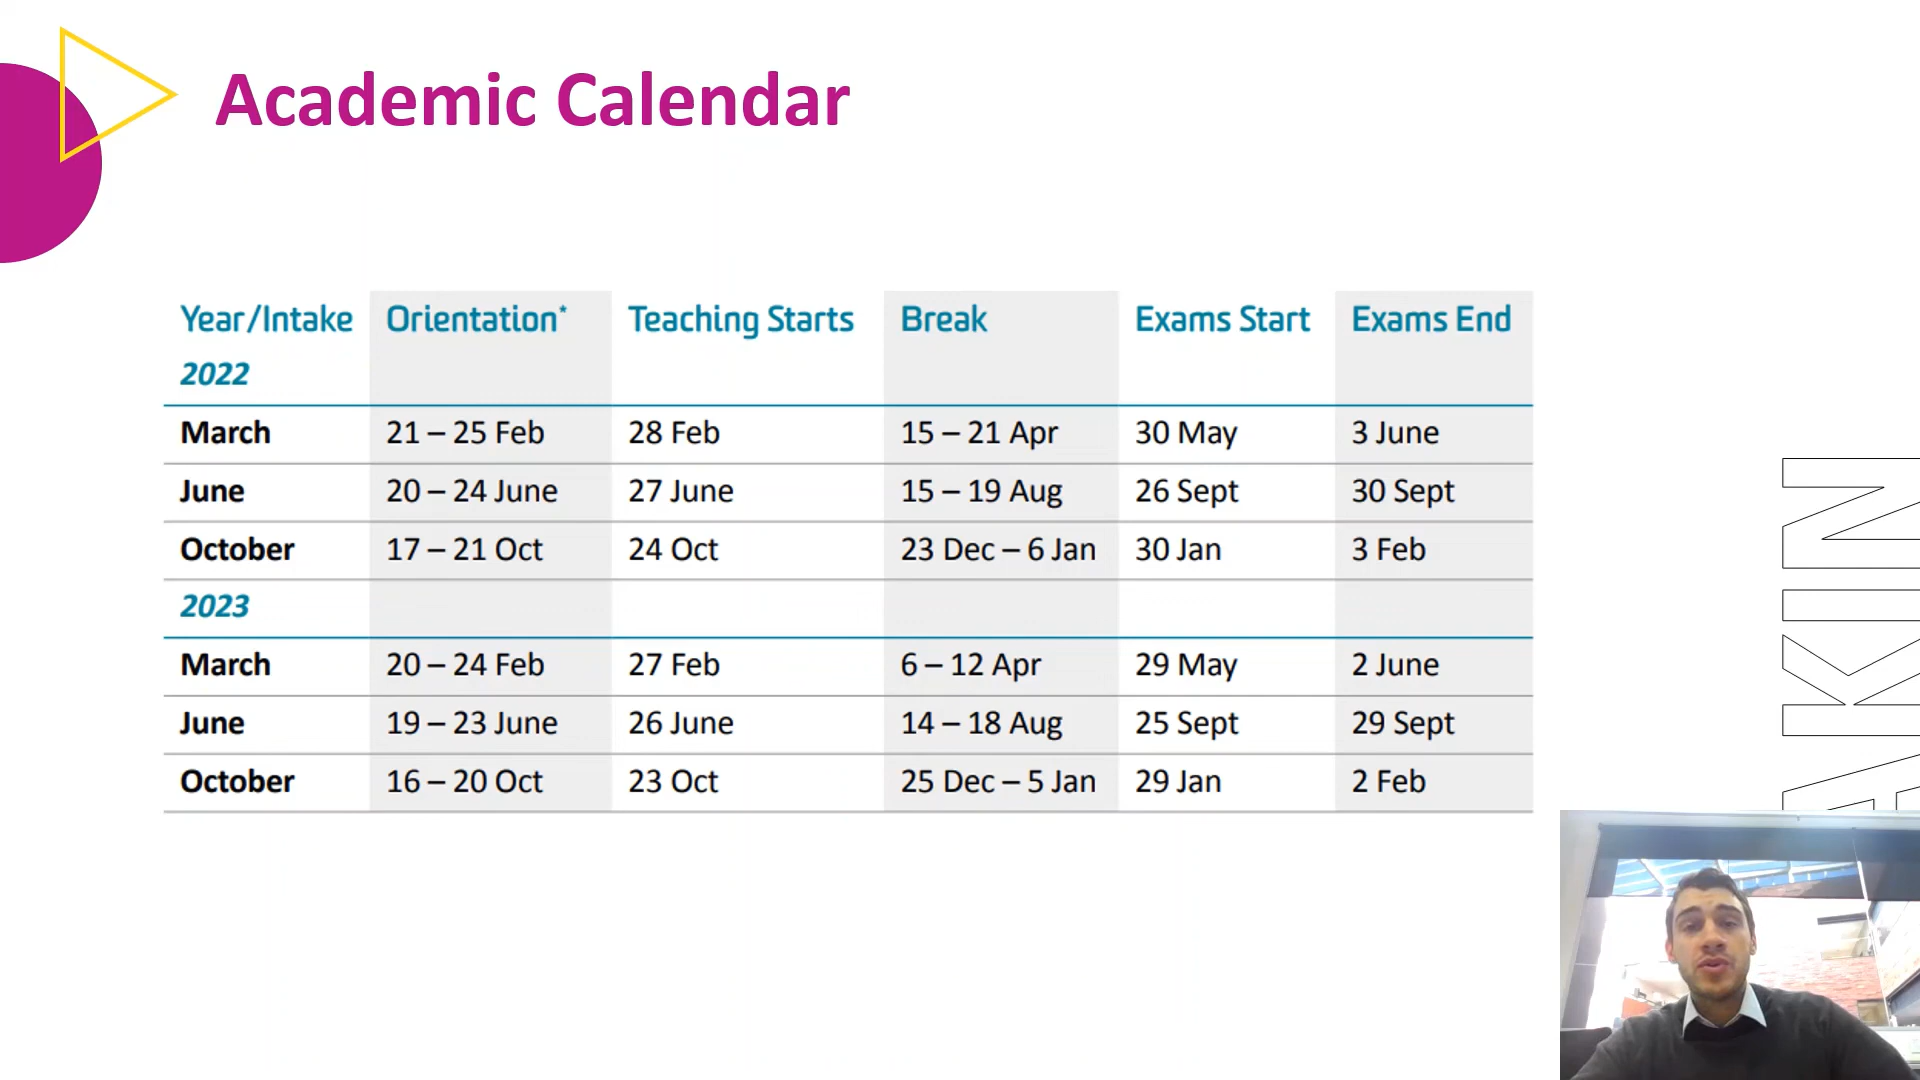 Academic Calendar
Year/Intake Orientation* Teaching Starts Break Exams Start Exams End
2022
March 21 – 25 Feb 28 Feb 15 – 21 Apr 30 May 3 June
June 20 – 24 June 27 June 15 – 19 Aug 26 Sept 30 Sept
October 17 – 21 Oct 24 Oct 23 Dec – 6 Jan 30 Jan 3 Feb
2023
March 20 – 24 Feb 27 Feb 6 – 12 Apr 29 May 2 June
June 19 – 23 June 26 June 14 – 18 Aug 25 Sept 29 Sept
October 16 – 20 Oct 23 Oct 25 Dec – 5 Jan 29 Jan 2 Feb
AKIN